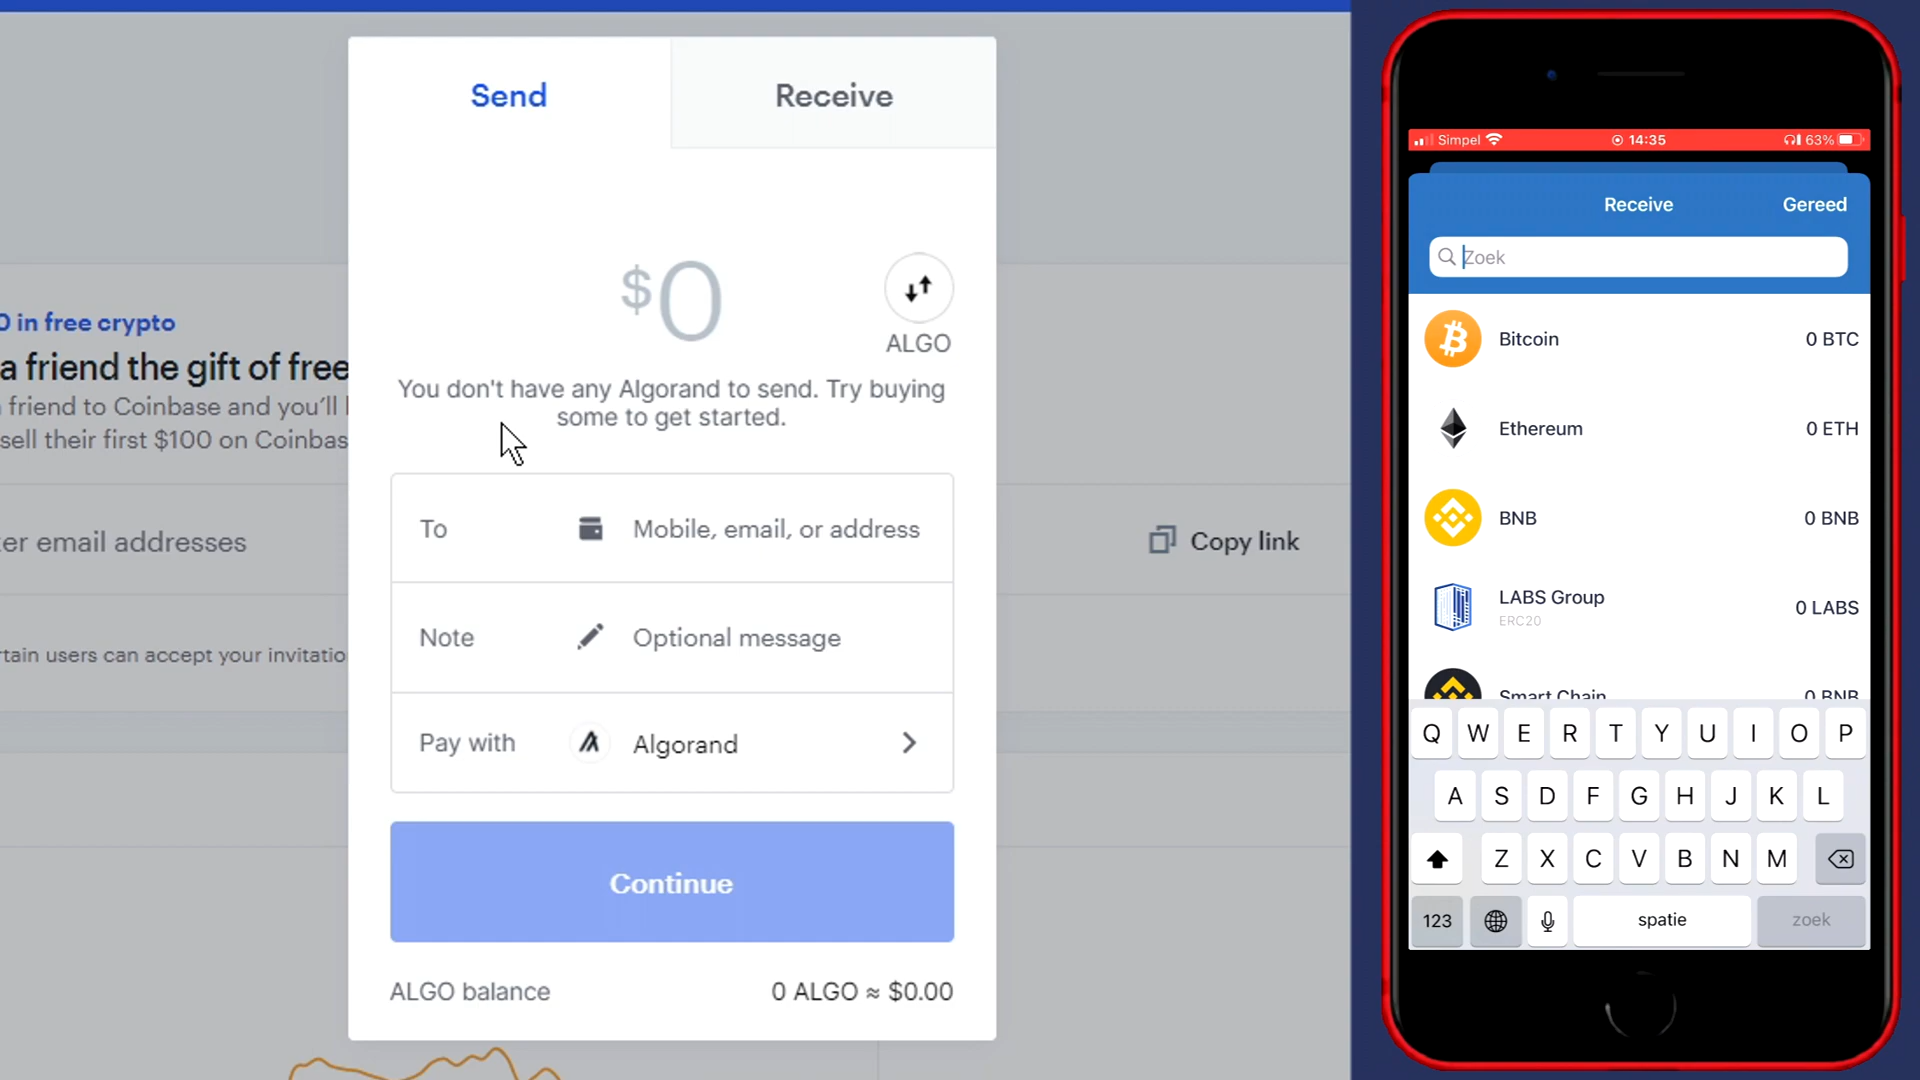 Send
Receive
$0
ALGO
You don't have any Algorand to send. Try buying
some to get started.
To
Mobile, email, or address
Note
Optional message
Pay with
Algorand
Continue
ALGO balance
0 ALGO ≈ $0.00
0 in free crypto
a friend the gift of free
friend to Coinbase and you'll
sell their first $100 on Coinbas
er email addresses
Copy link
rtain users can accept your invitatio
Simpel
14:35
63%
Receive
Gereed
Zoek
Bitcoin
0 BTC
Ethereum
0 ETH
BNB
0 BNB
LABS Group
ERC20
0 LABS
Smart Chain
0 BNB
Q W E R T Y U I O P
A S D F G H J K L
Z X C V B N M
123
spatie
zoek